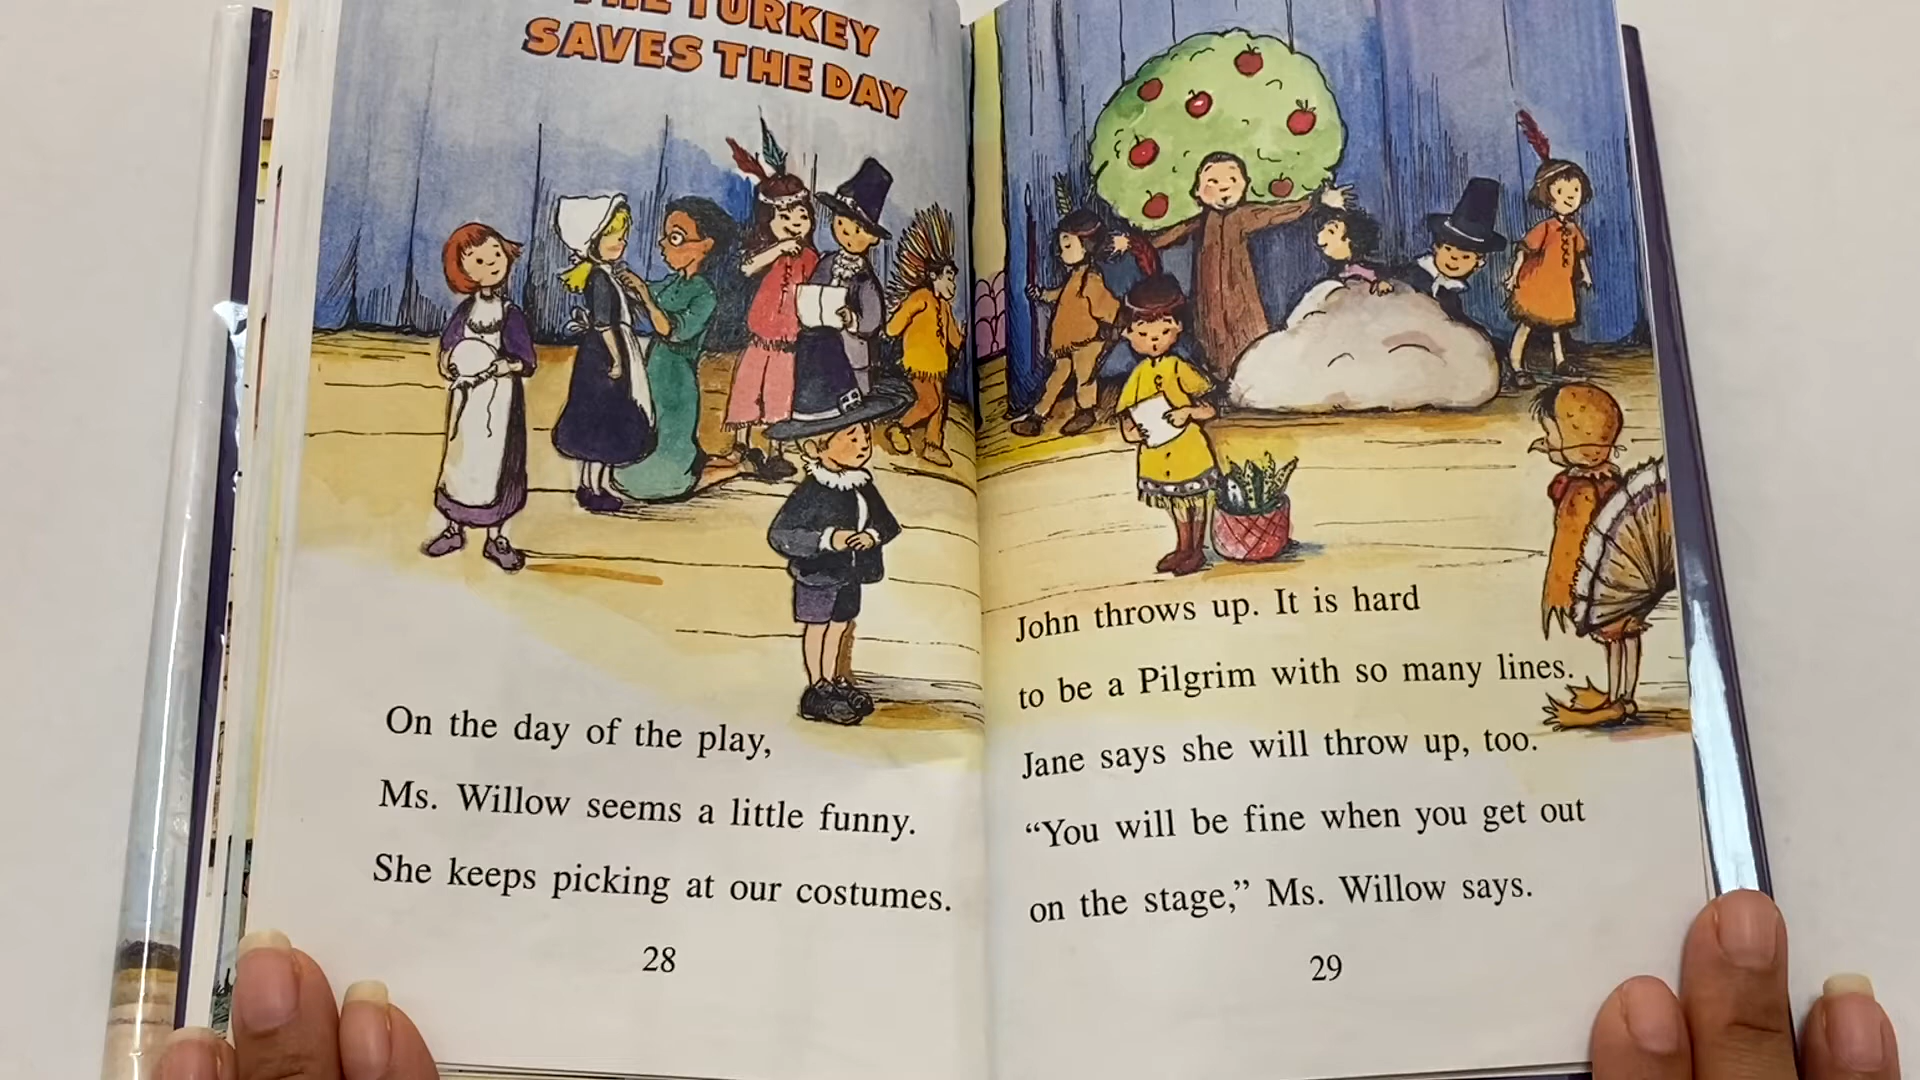 THE TURKEY
SAVES THE DAY
On the day of the play,
Ms. Willow seems a little funny.
She keeps picking at our costumes.
28
John throws up. It is hard
to be a Pilgrim with so many lines.
Jane says she will throw up, too.
“You will be fine when you get out
on the stage,” Ms. Willow says.
29